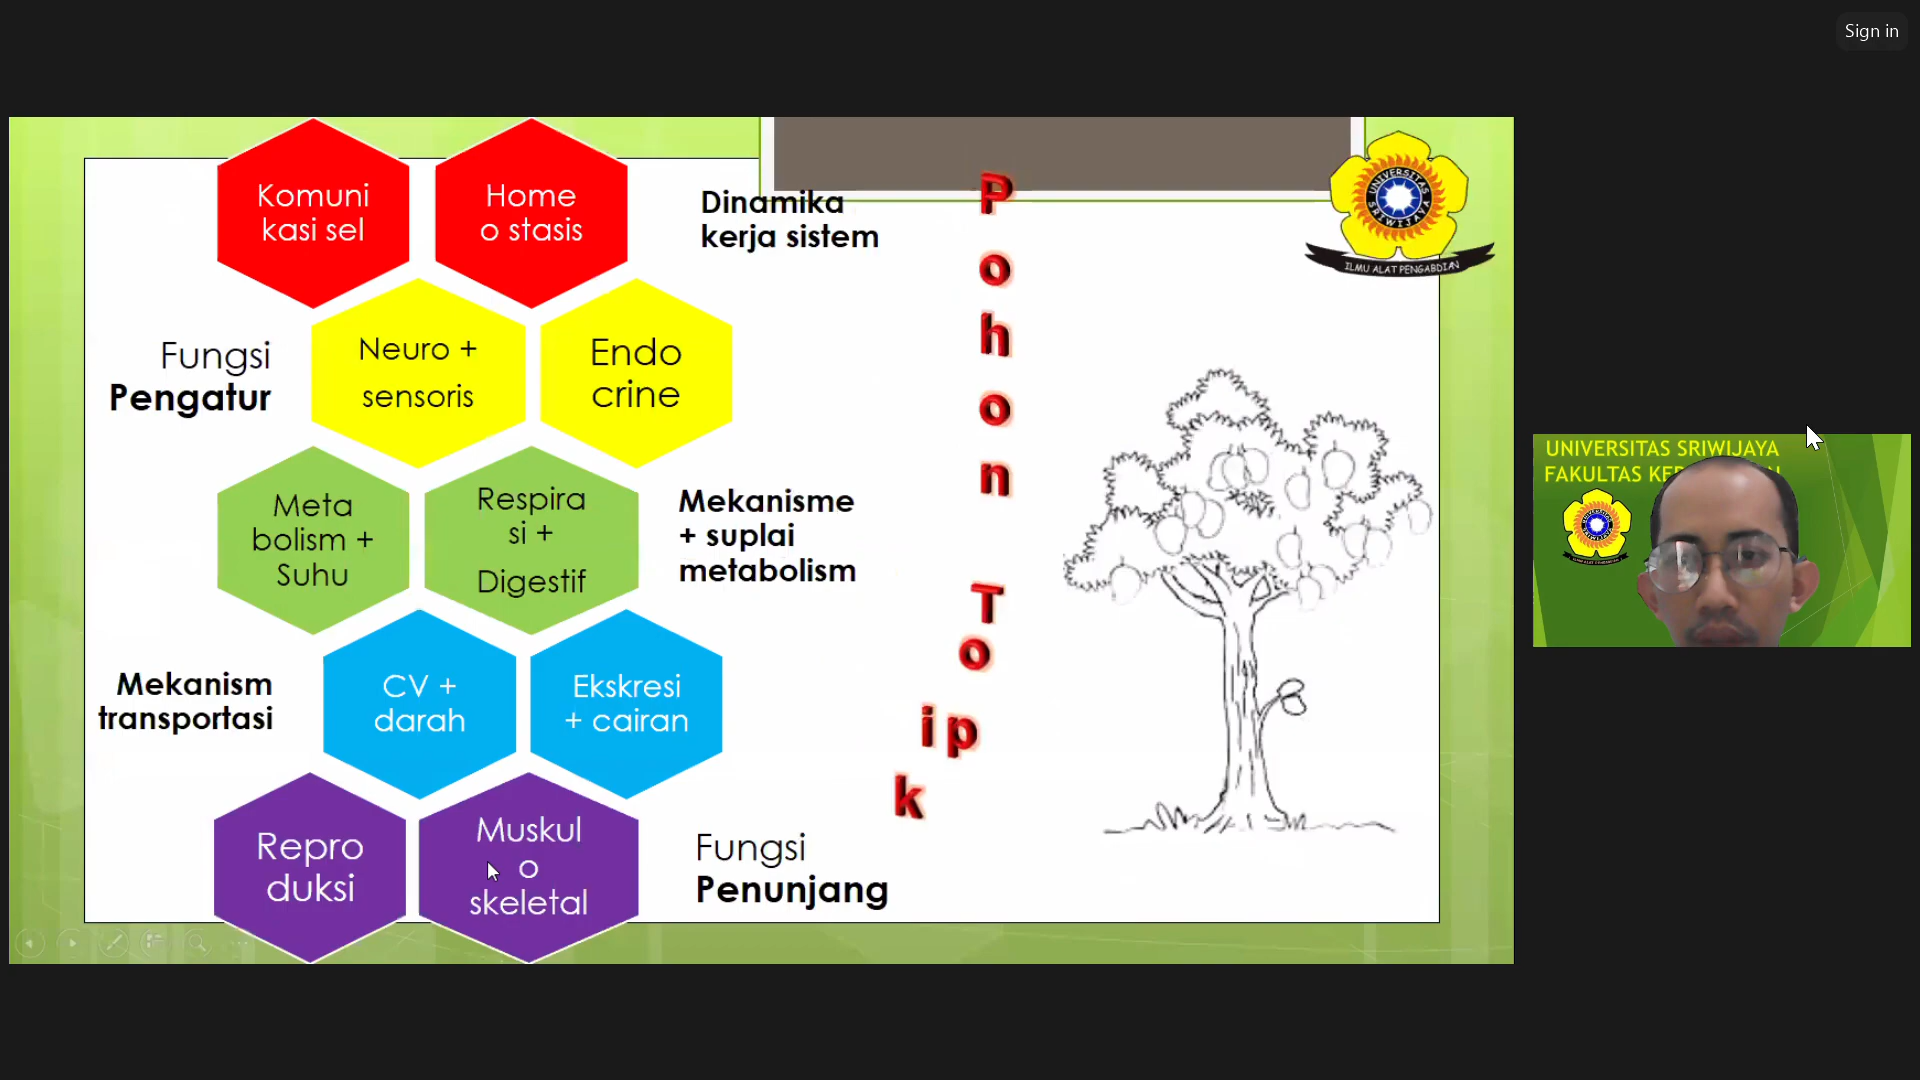 Sign in
Komuni
kasi sel
Home
o stasis
Dinamika
kerja sistem
Fungsi
Pengatur
Neuro +
sensoris
Endo
crine
Meta
bolism +
Suhu
Respira
si +
Digestif
Mekanisme
+ suplai
metabolism
Mekanism
transportasi
CV +
darah
Ekskresi
+ cairan
Repro
duksi
Muskul
o
skeletal
Fungsi
Penunjang
P
o
h
o
n
T
o
p
i
k
UNIVERSITAS
SRIWIJAYA
ILMU ALAT PENGABDIAN
UNIVERSITAS SRIWIJAYA
FAKULTAS